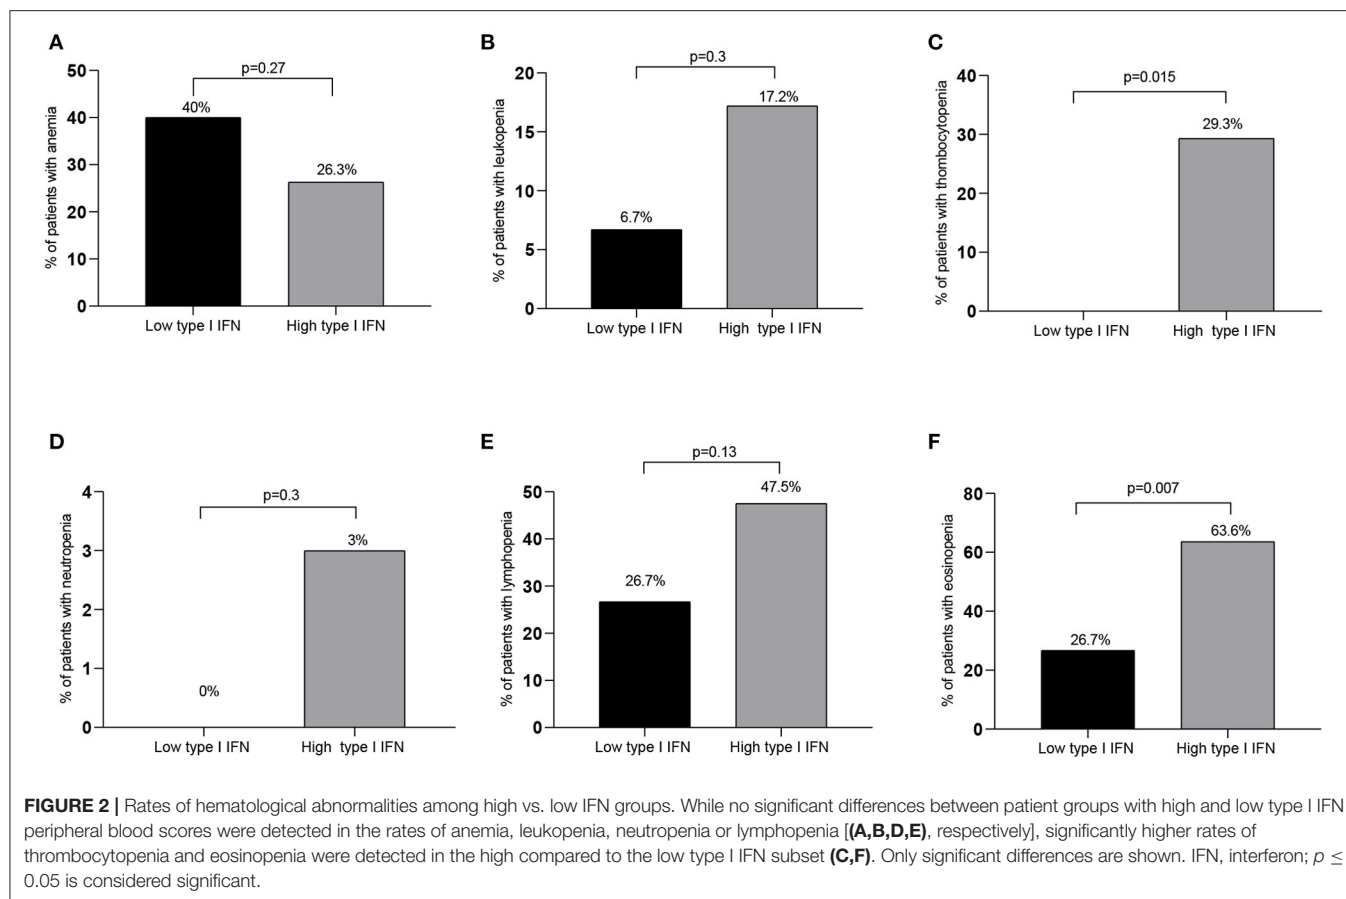 A
p=0.27
50
40
30
20
10
0
% of patients with anemia
40%
26.3%
Low type I IFN
High type I IFN
B
p=0.3
20
15
10
5
0
% of patients with leukopenia
6.7%
17.2%
Low type I IFN
High type I IFN
C
p=0.015
40
30
20
10
0
% of patients with thrombocytopenia
29.3%
Low type I IFN
High type I IFN
D
p=0.3
4
3
2
1
0
% of patients with neutropenia
0%
3%
Low type I IFN
High type I IFN
E
p=0.13
50
40
30
20
10
0
% of patients with lymphopenia
26.7%
47.5%
Low type I IFN
High type I IFN
F
p=0.007
80
60
40
20
0
% of patients with eosinopenia
26.7%
63.6%
Low type I IFN
High type I IFN
FIGURE 2 | Rates of hematological abnormalities among high vs. low IFN groups. While no significant differences between patient groups with high and low type I IFN
peripheral blood scores were detected in the rates of anemia, leukopenia, neutropenia or lymphopenia [(A,B,D,E), respectively], significantly higher rates of
thrombocytopenia and eosinopenia were detected in the high compared to the low type I IFN subset (C,F). Only significant differences are shown. IFN, interferon; p ≤
0.05 is considered significant.